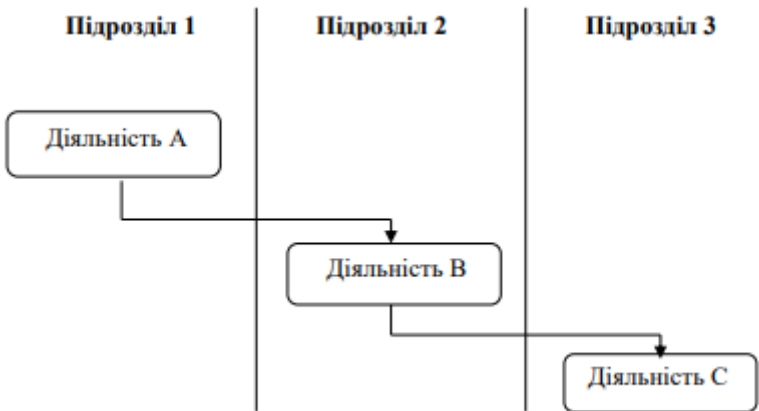 Підрозділ 1
Підрозділ 2
Підрозділ 3
Діяльність А
Діяльність В
Діяльність С